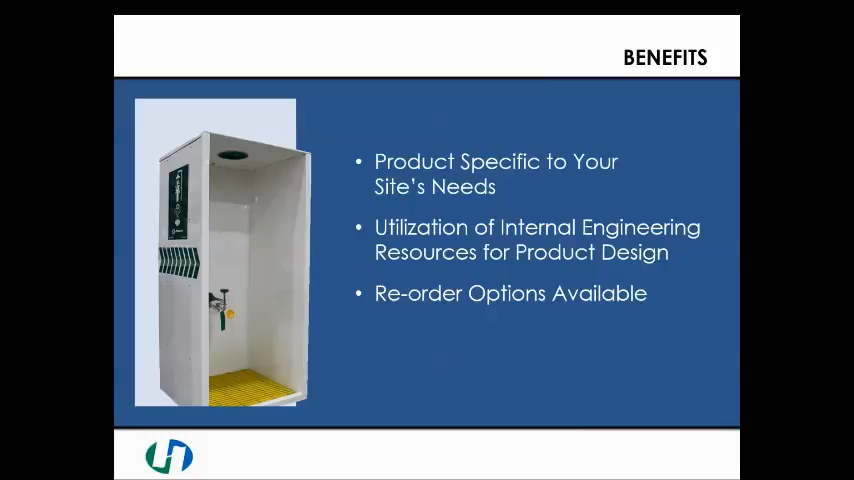 BENEFITS
• Product Specific to Your
Site's Needs
• Utilization of Internal Engineering
Resources for Product Design
• Re-order Options Available